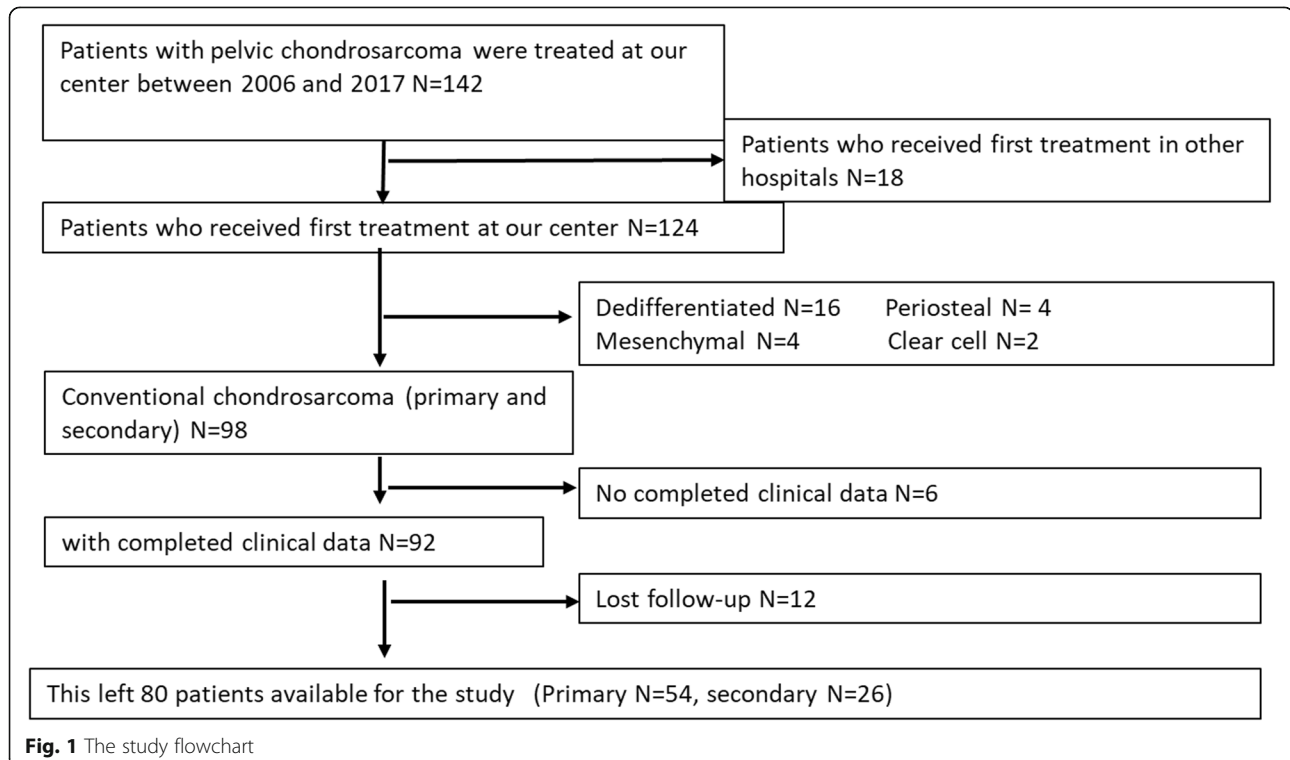 Patients with pelvic chondrosarcoma were treated at our
center between 2006 and 2017 N=142
Patients who received first treatment in other
hospitals N=18
Patients who received first treatment at our center N=124
Dedifferentiated N=16 Periosteal N= 4
Mesenchymal N=4 Clear cell N=2
Conventional chondrosarcoma (primary and
secondary) N=98
No completed clinical data N=6
with completed clinical data N=92
Lost follow-up N=12
This left 80 patients available for the study (Primary N=54, secondary N=26)
Fig. 1 The study flowchart